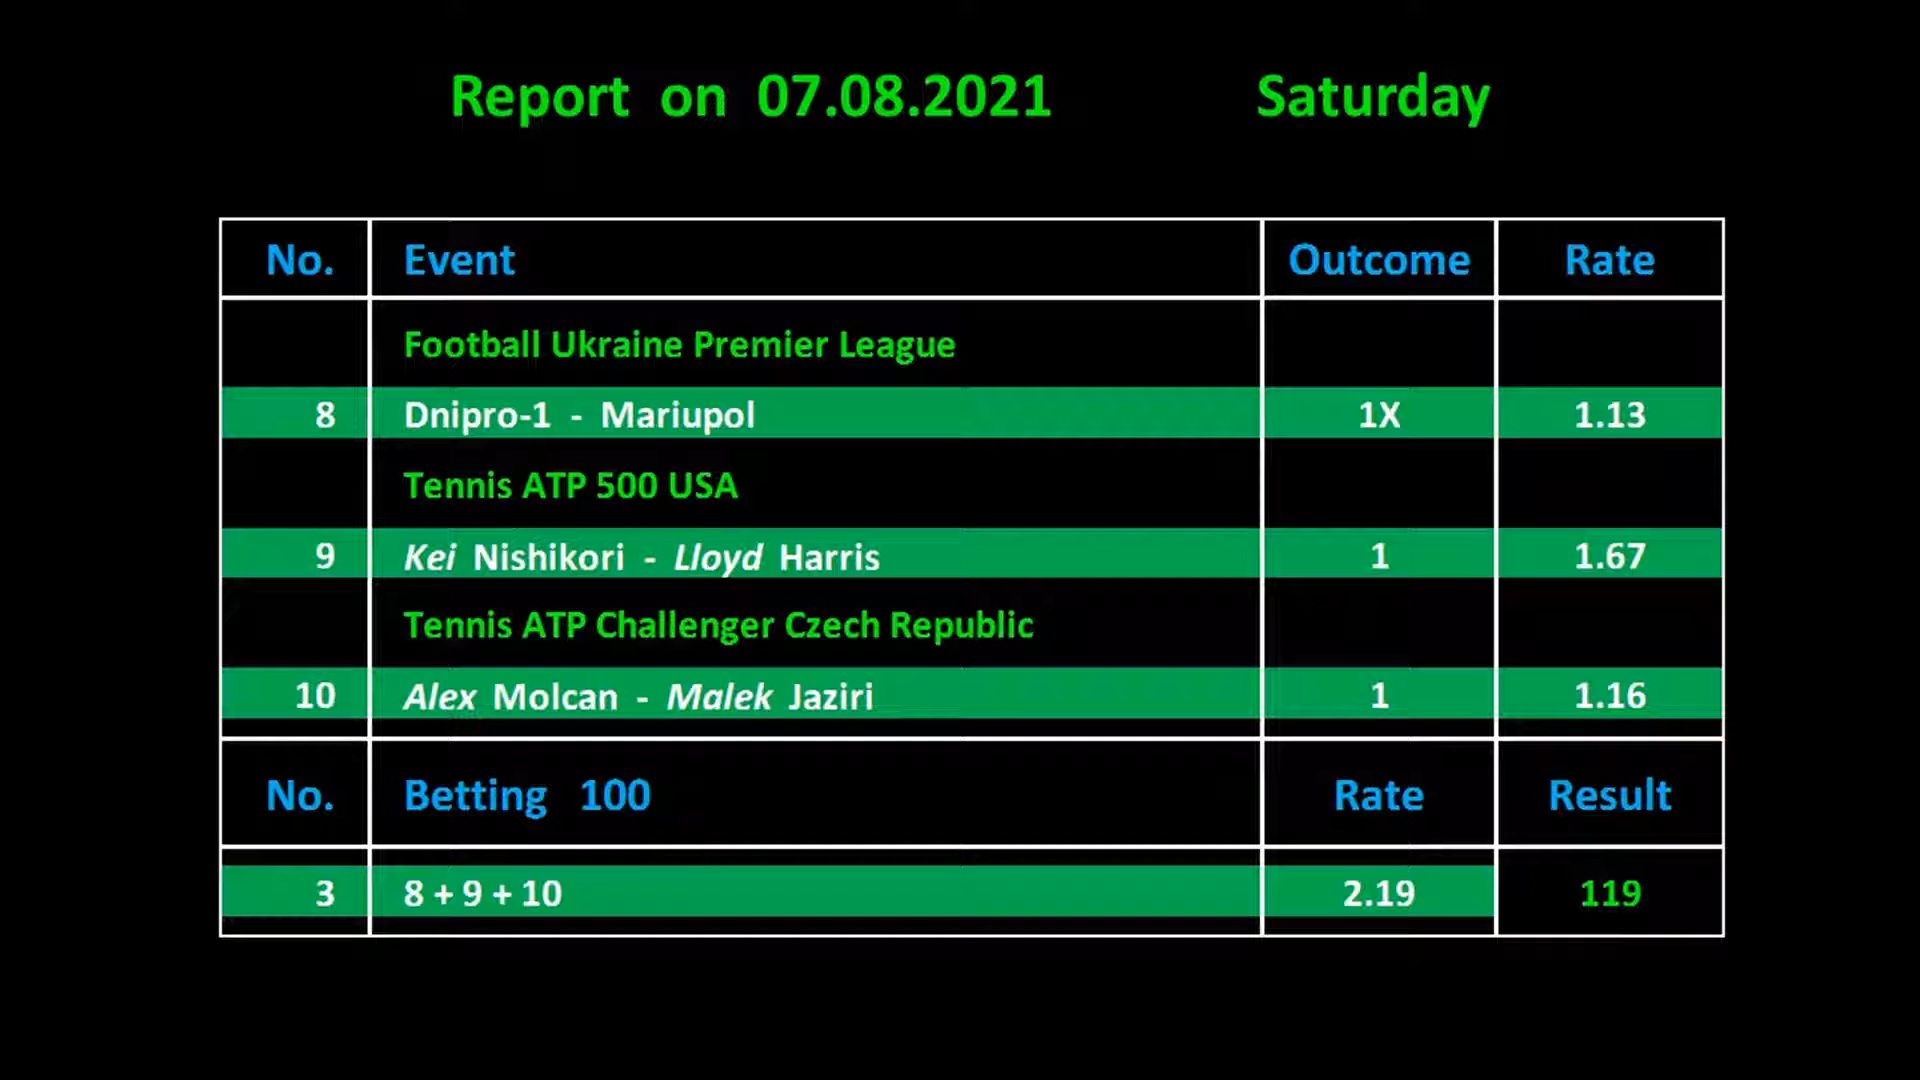 Report on 07.08.2021 Saturday
No. Event Outcome Rate
Football Ukraine Premier League
8 Dnipro-1 - Mariupol 1X 1.13
Tennis ATP 500 USA
9 Kei Nishikori - Lloyd Harris 1 1.67
Tennis ATP Challenger Czech Republic
10 Alex Molcan - Malek Jaziri 1 1.16
No. Betting 100 Rate Result
3 8 + 9 + 10 2.19 119